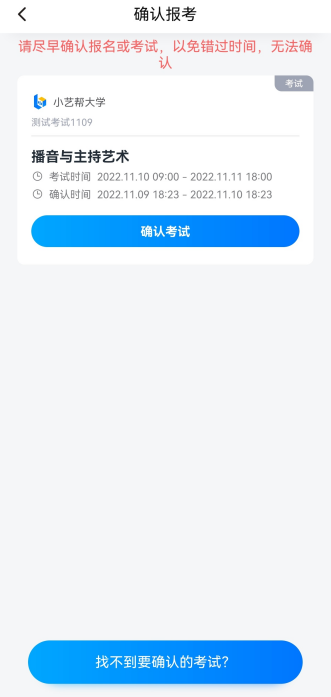 确认报考
请尽早确认报名或考试，以免错过时间，无法确
认
考试
小艺帮大学
测试考试1109
播音与主持艺术
考试时间 2022.11.10 09:00 - 2022.11.11 18:00
确认时间 2022.11.09 18:23 - 2022.11.10 18:23
确认考试
找不到要确认的考试？